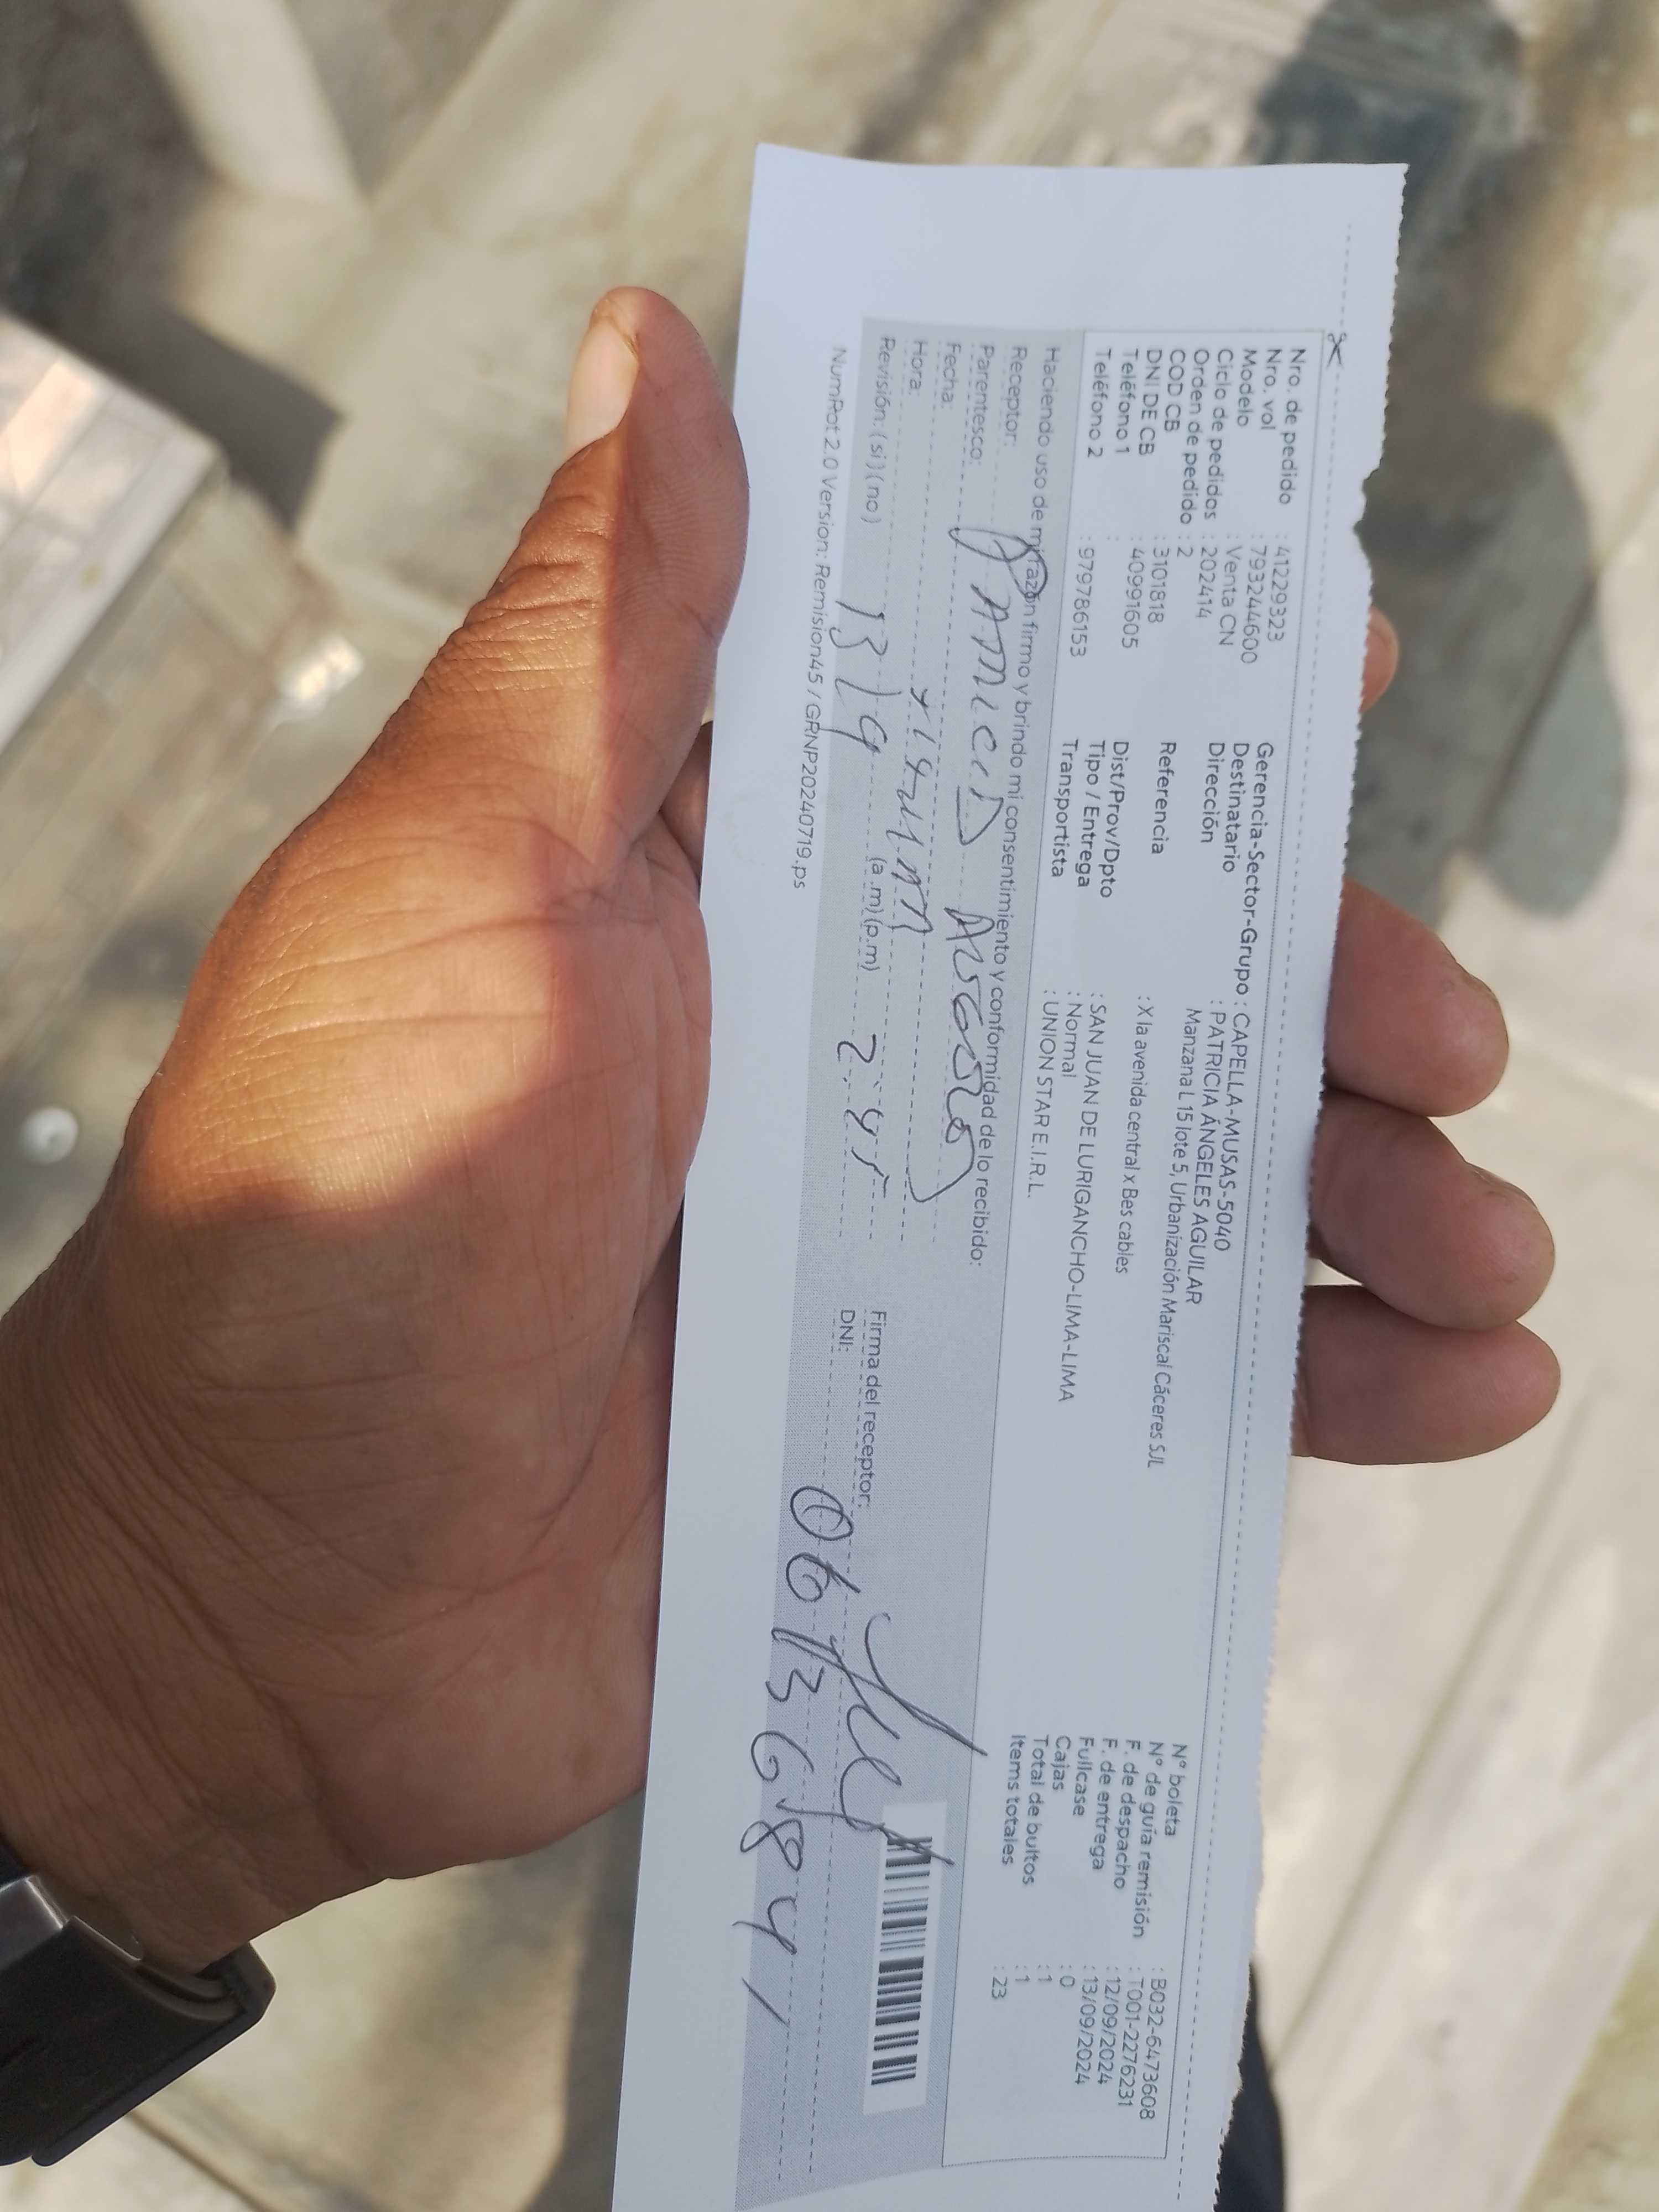 Nro. de pedido : 41229323
Nro. vol : 793244600
Modelo : Venta CN
Ciclo de pedidos : 202414
Orden de pedido : 2
COD CB : 3101818
DNI DE CB : 40991605
Teléfono 1 :
Teléfono 2 : 979786153
Gerencia-Sector-Grupo : CAPELLA-MUSAS-5040
Destinatario : PATRICIA ÁNGELES AGUILAR
Dirección Manzana L 15 lote 5, Urbanización Mariscal Cáceres SJL
Referencia : X la avenida central x Bes cables
Dist/Prov/Dpto : SAN JUAN DE LURIGANCHO-LIMA-LIMA
Tipo / Entrega : Normal
Transportista : UNION STAR E.I.R.L.
N° boleta : B032-6473608
N° de guía remisión : T001-2276231
F. de despacho : 12/09/2024
F. de entrega : 13/09/2024
Fullcase : 0
Cajas : 1
Total de bultos : 1
Items totales : 23
Haciendo uso de mi razón firmo y brindo mi consentimiento y conformidad de lo recibido:
Receptor:
Parentesco:
Fecha: 13/9
Hora: (a.m) (p.m) 2:45
Revisión: (si) (no)
Firma del receptor:
DNI:
NumRot 2.0 Version: Remision45 / GRNP20240719.ps